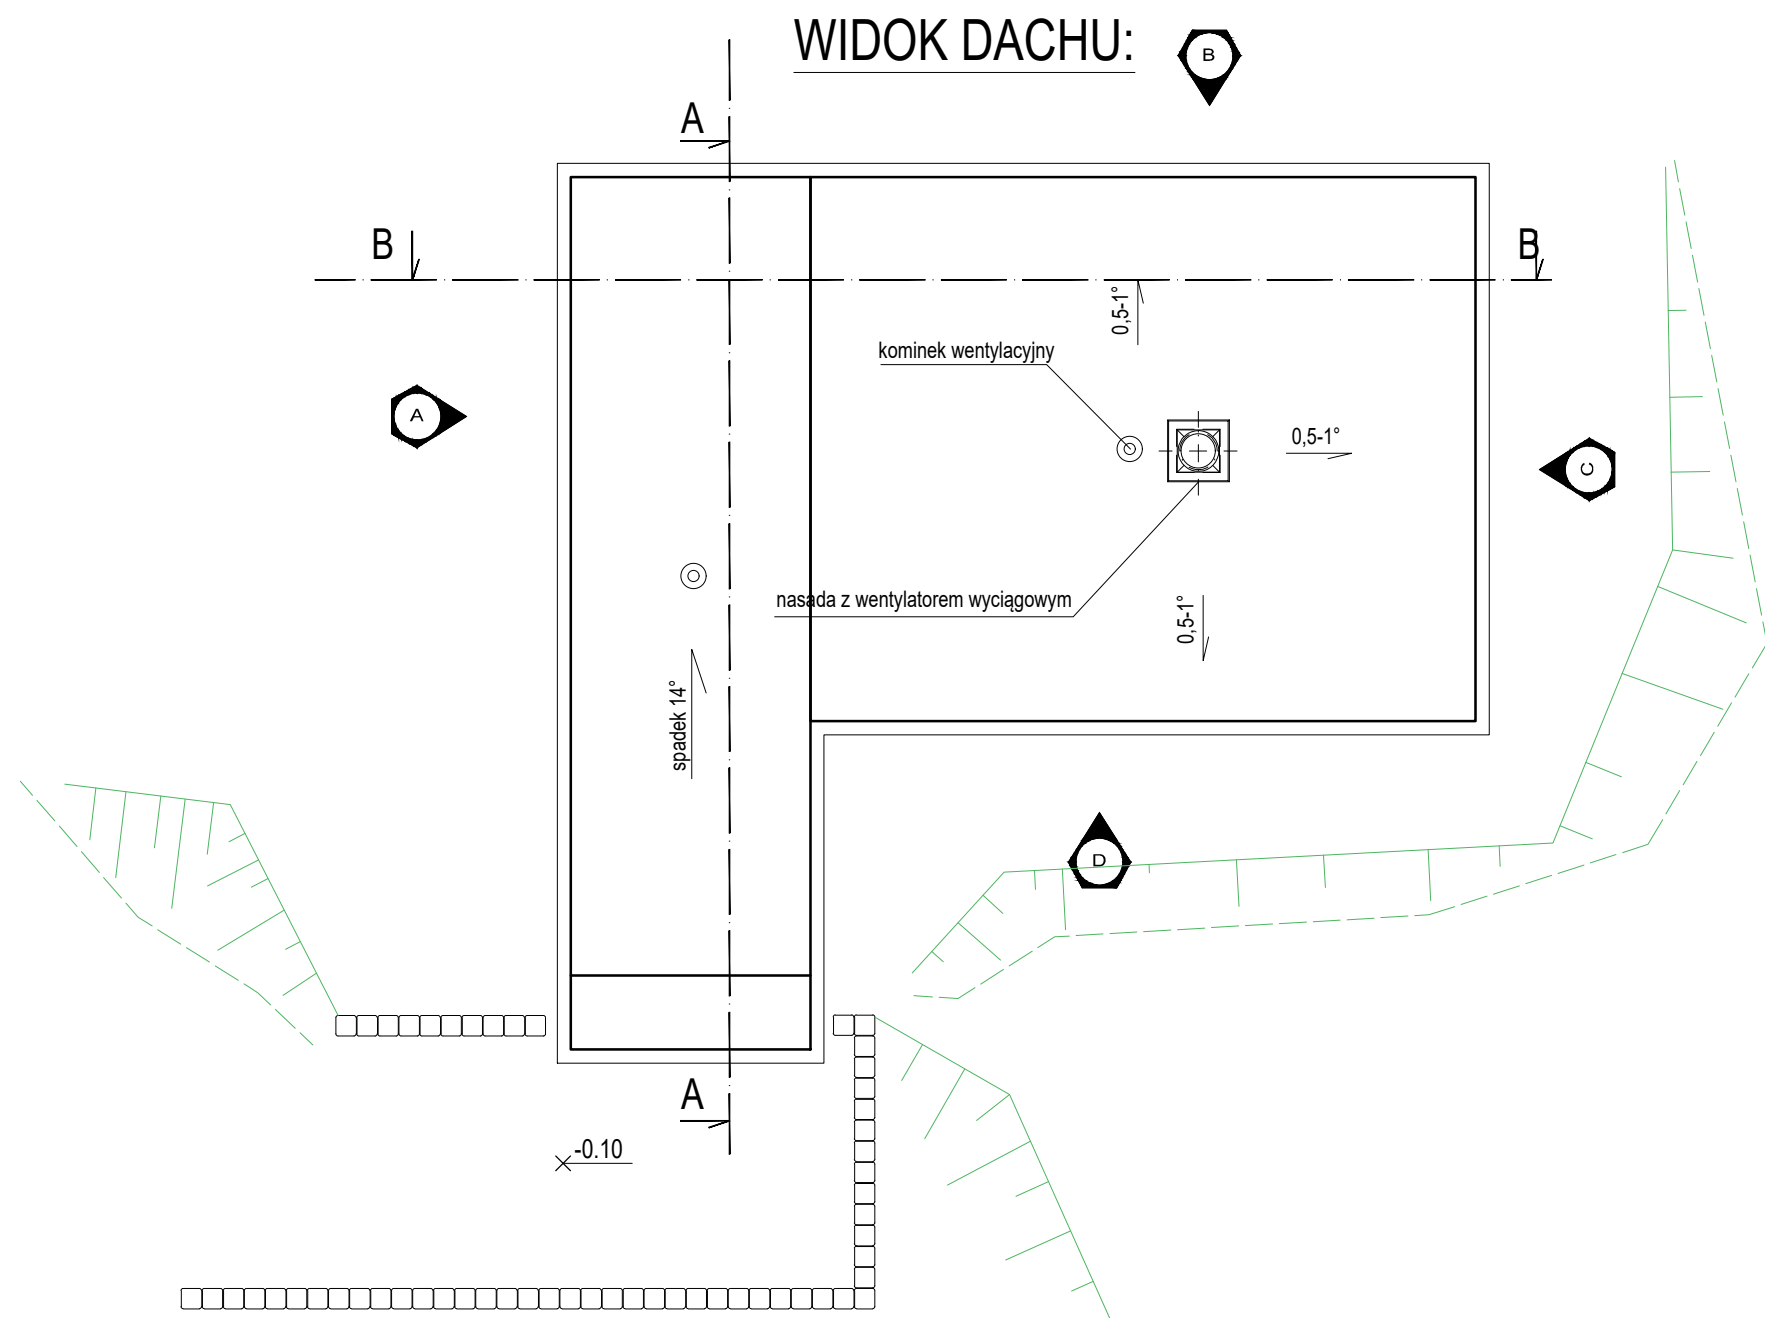 WIDOK DACHU:
B
A
B
B
0,5-1°
kominek wentylacyjny
A
0,5-1°
C
nasada z wentylatorem wyciągowym
0,5-1°
spadek 14°
D
A
-0.10